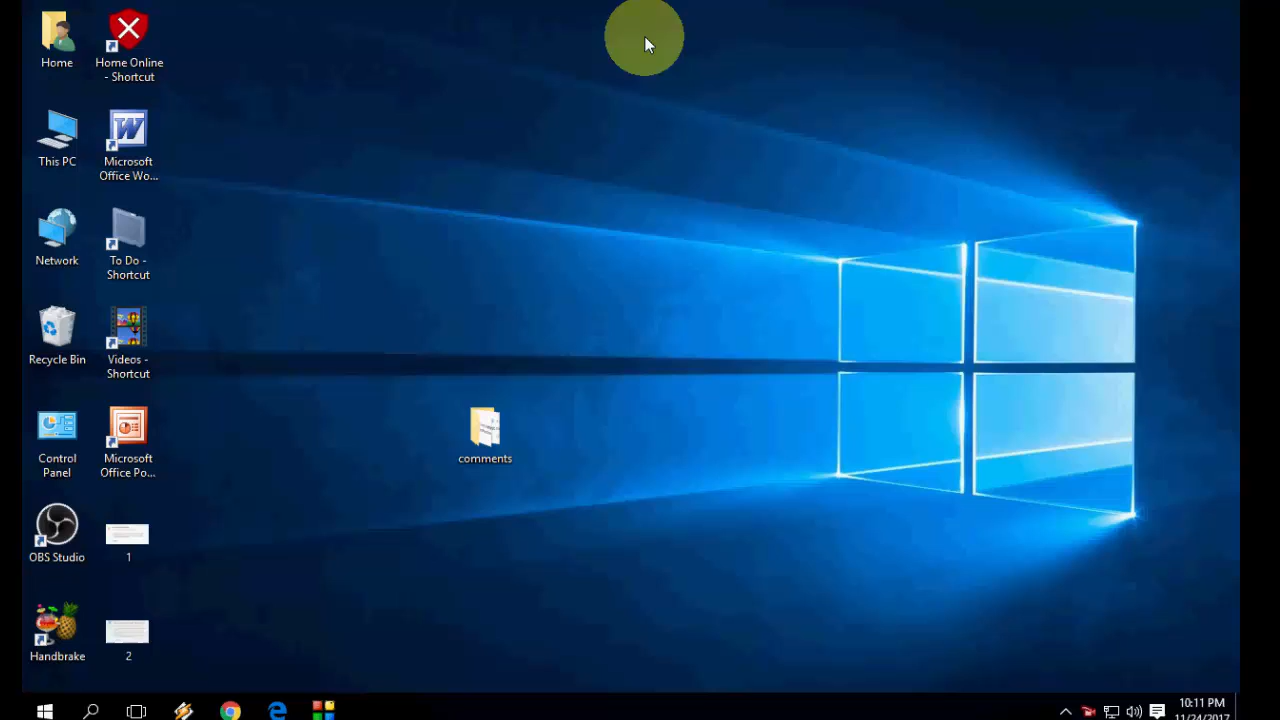 Home
Home Online
- Shortcut
This PC
Microsoft
Office Wo...
Network
To Do -
Shortcut
Recycle Bin
Videos -
Shortcut
Control
Panel
Microsoft
Office Po...
comments
OBS Studio
1
Handbrake
2
10:11 PM
11/24/2017